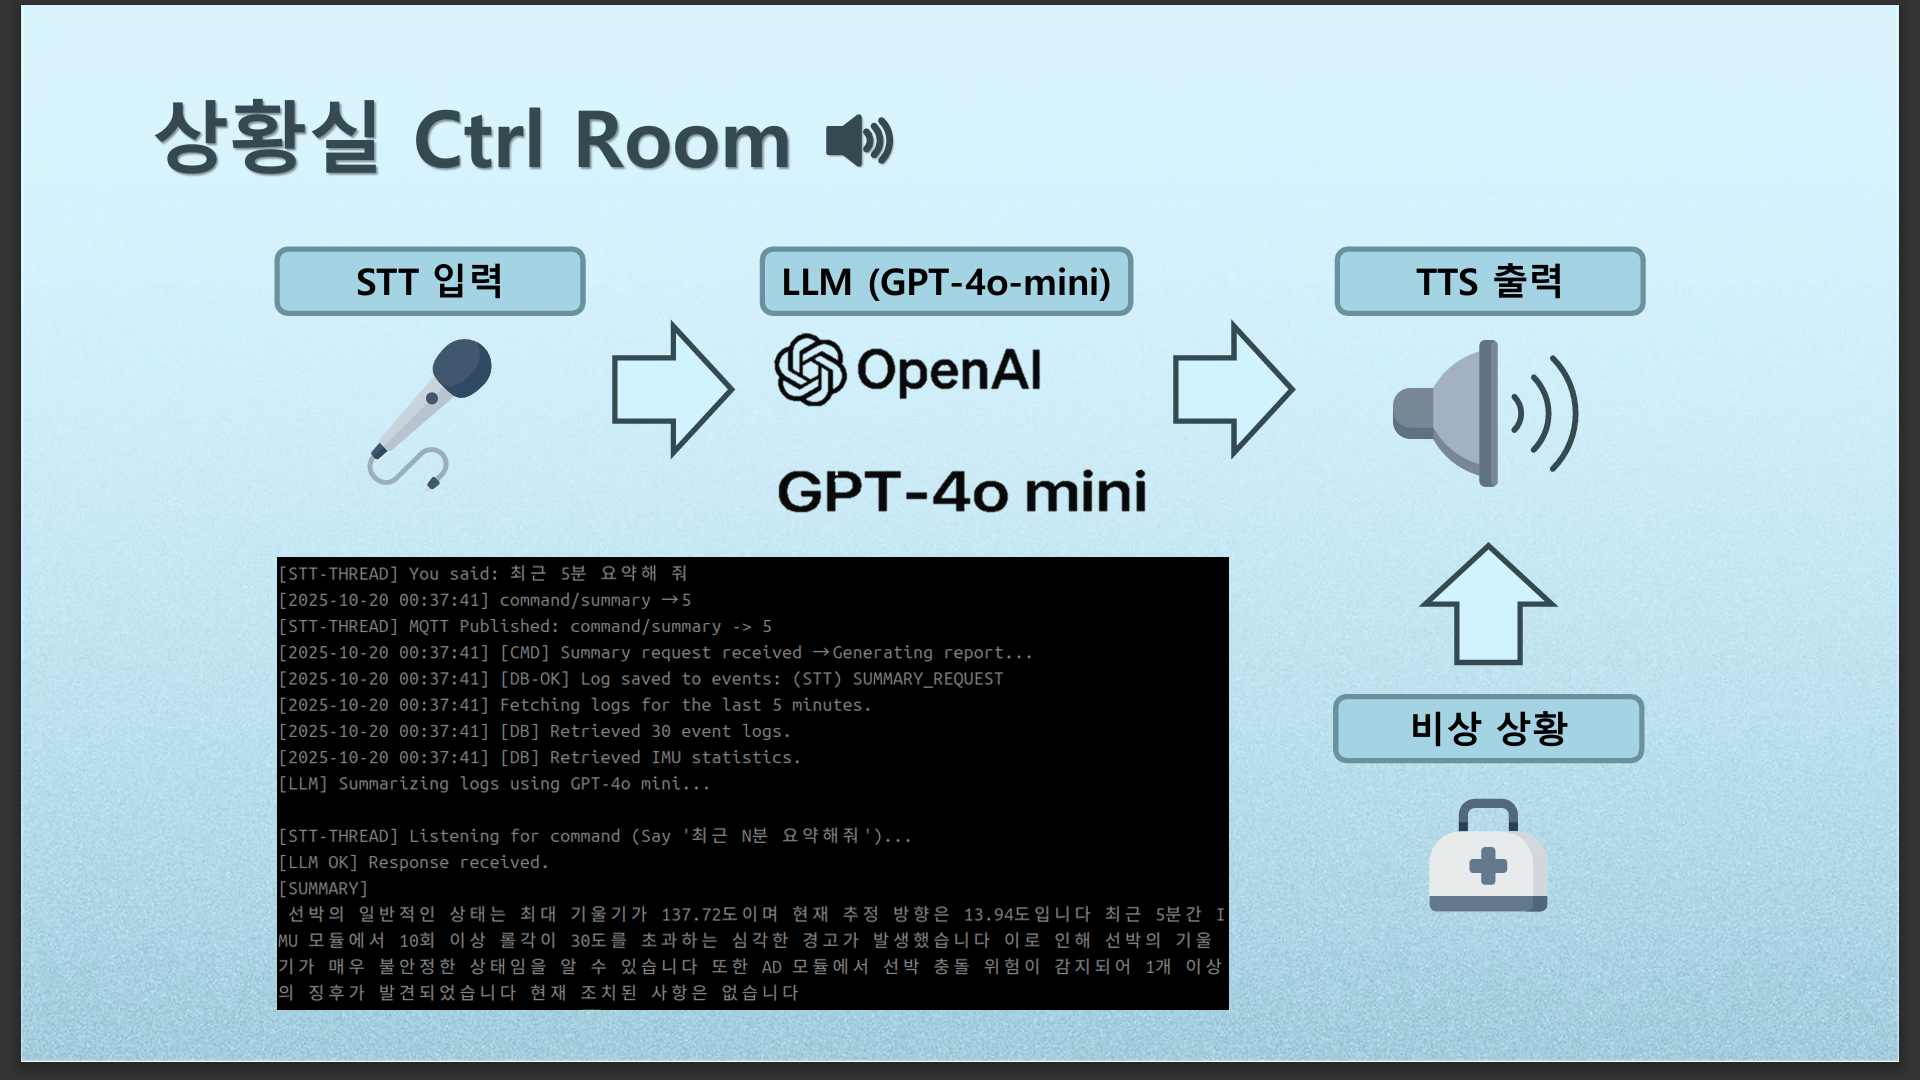 상황실 Ctrl Room
STT 입력
LLM (GPT-4o-mini)
TTS 출력
OpenAI
GPT-4o mini
[STT-THREAD] You said: 최근 5분 요약해 줘
[2025-10-20 00:37:41] command/summary →5
[STT-THREAD] MQTT Published: command/summary -> 5
[2025-10-20 00:37:41] [CMD] Summary request received →Generating report...
[2025-10-20 00:37:41] [DB-OK] Log saved to events: (STT) SUMMARY_REQUEST
[2025-10-20 00:37:41] Fetching logs for the last 5 minutes.
[2025-10-20 00:37:41] [DB] Retrieved 30 event logs.
[2025-10-20 00:37:41] [DB] Retrieved IMU statistics.
[LLM] Summarizing logs using GPT-4o mini...
[STT-THREAD] Listening for command (Say '최근 N분 요약해줘')...
[LLM OK] Response received.
[SUMMARY]
선박의 일반적인 상태는 최대 기울기가 137.72도이며 현재 추정 방향은 13.94도입니다 최근 5분간 I
MU 모듈에서 10회 이상 롤각이 30도를 초과하는 심각한 경고가 발생했습니다 이로 인해 선박의 기울
기가 매우 불안정한 상태임을 알 수 있습니다 또한 AD 모듈에서 선박 충돌 위험이 감지되어 1개 이상
의 징후가 발견되었습니다 현재 조치된 사항은 없습니다
비상 상황